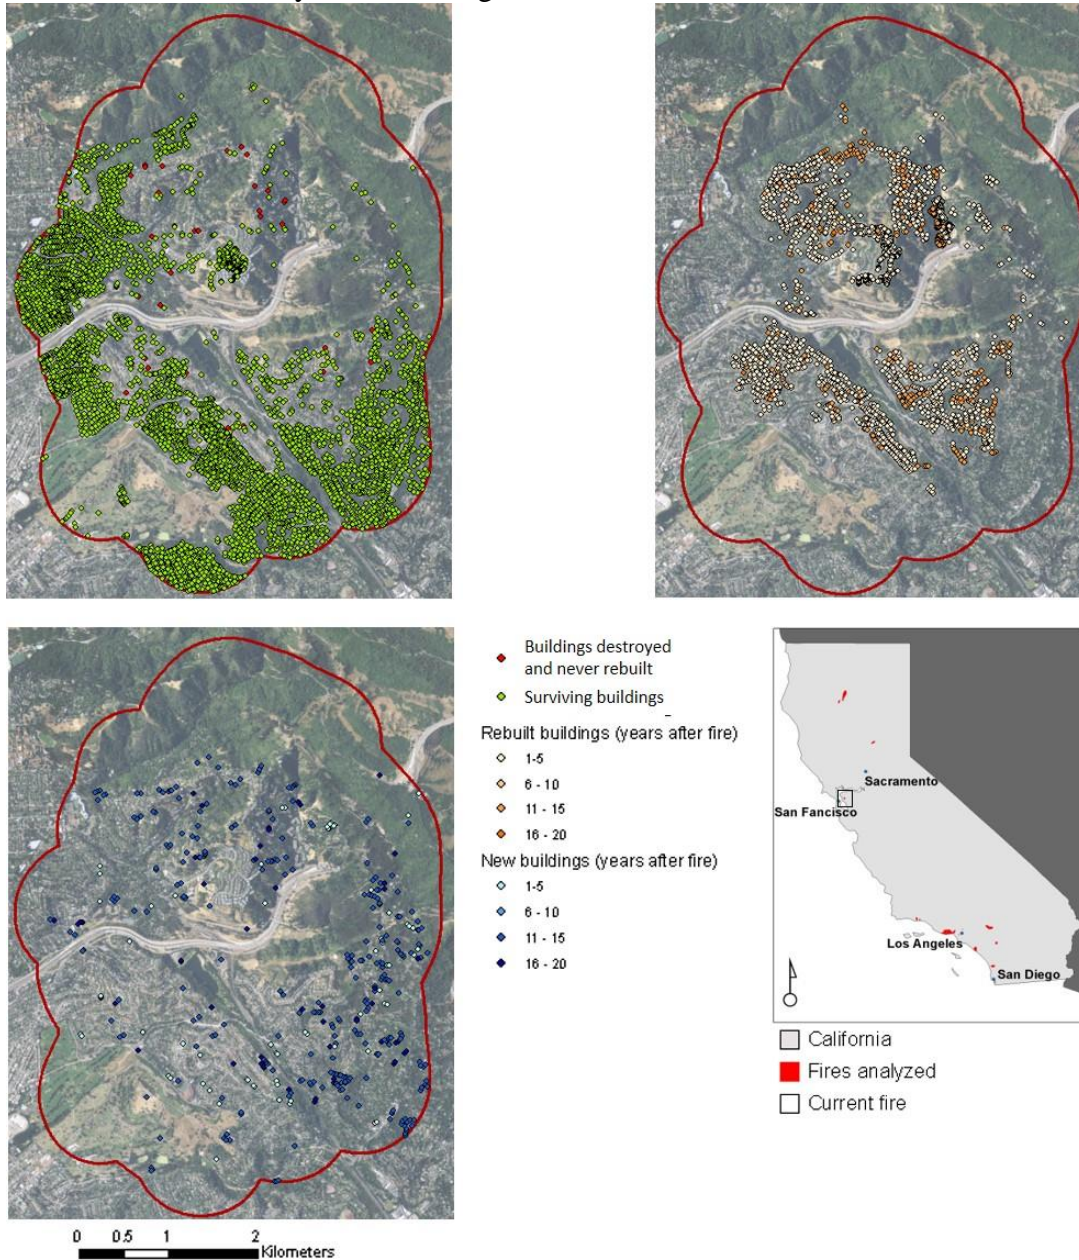 Buildings destroyed
and never rebuilt
Surviving buildings
Rebuilt buildings (years after fire)
1-5
6 - 10
11 - 15
16 - 20
New buildings (years after fire)
1-5
6 - 10
11 - 15
16 - 20
Sacramento
San Fancisco
Los Angeles
San Diego
California
Fires analyzed
Current fire
0 0.5 1 2
Kilometers